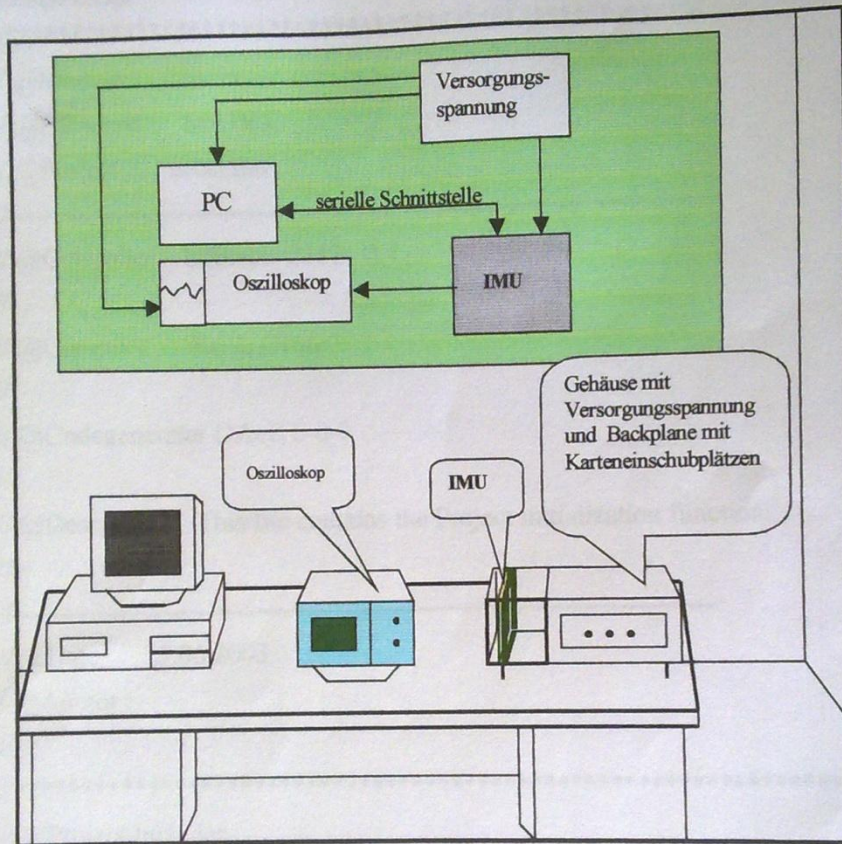 Versorgungs-
spannung
PC
serielle Schnittstelle
Oszilloskop
IMU
Gehäuse mit
Versorgungsspannung
und Backplane mit
Karteneinschubplätzen
Oszilloskop
IMU